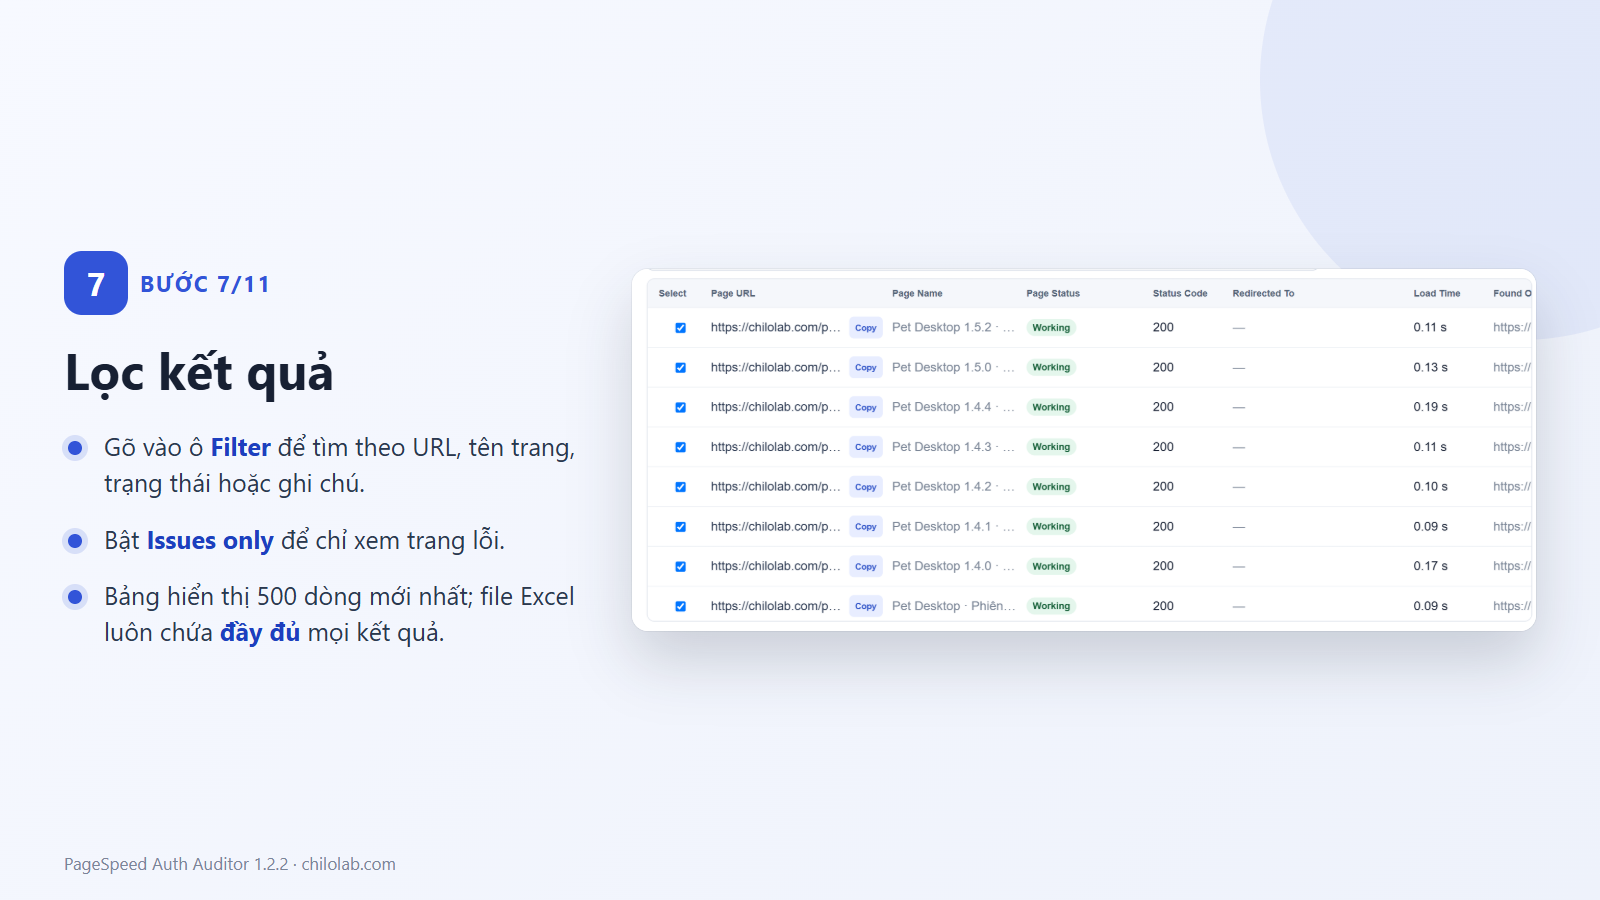 7
BƯỚC 7/11
Lọc kết quả
Gõ vào ô Filter để tìm theo URL, tên trang,
trạng thái hoặc ghi chú.
Bật Issues only để chỉ xem trang lỗi.
Bảng hiển thị 500 dòng mới nhất; file Excel
luôn chứa đầy đủ mọi kết quả.
Select Page URL Page Name Page Status Status Code Redirected To Load Time Found O
https://chilolab.com/p... Copy Pet Desktop 1.5.2 · ... Working 200 — 0.11 s https://
https://chilolab.com/p... Copy Pet Desktop 1.5.0 · ... Working 200 — 0.13 s https://
https://chilolab.com/p... Copy Pet Desktop 1.4.4 · ... Working 200 — 0.19 s https://
https://chilolab.com/p... Copy Pet Desktop 1.4.3 · ... Working 200 — 0.11 s https://
https://chilolab.com/p... Copy Pet Desktop 1.4.2 · ... Working 200 — 0.10 s https://
https://chilolab.com/p... Copy Pet Desktop 1.4.1 · ... Working 200 — 0.09 s https://
https://chilolab.com/p... Copy Pet Desktop 1.4.0 · ... Working 200 — 0.17 s https://
https://chilolab.com/p... Copy Pet Desktop · Phiên... Working 200 — 0.09 s https://
PageSpeed Auth Auditor 1.2.2 · chilolab.com